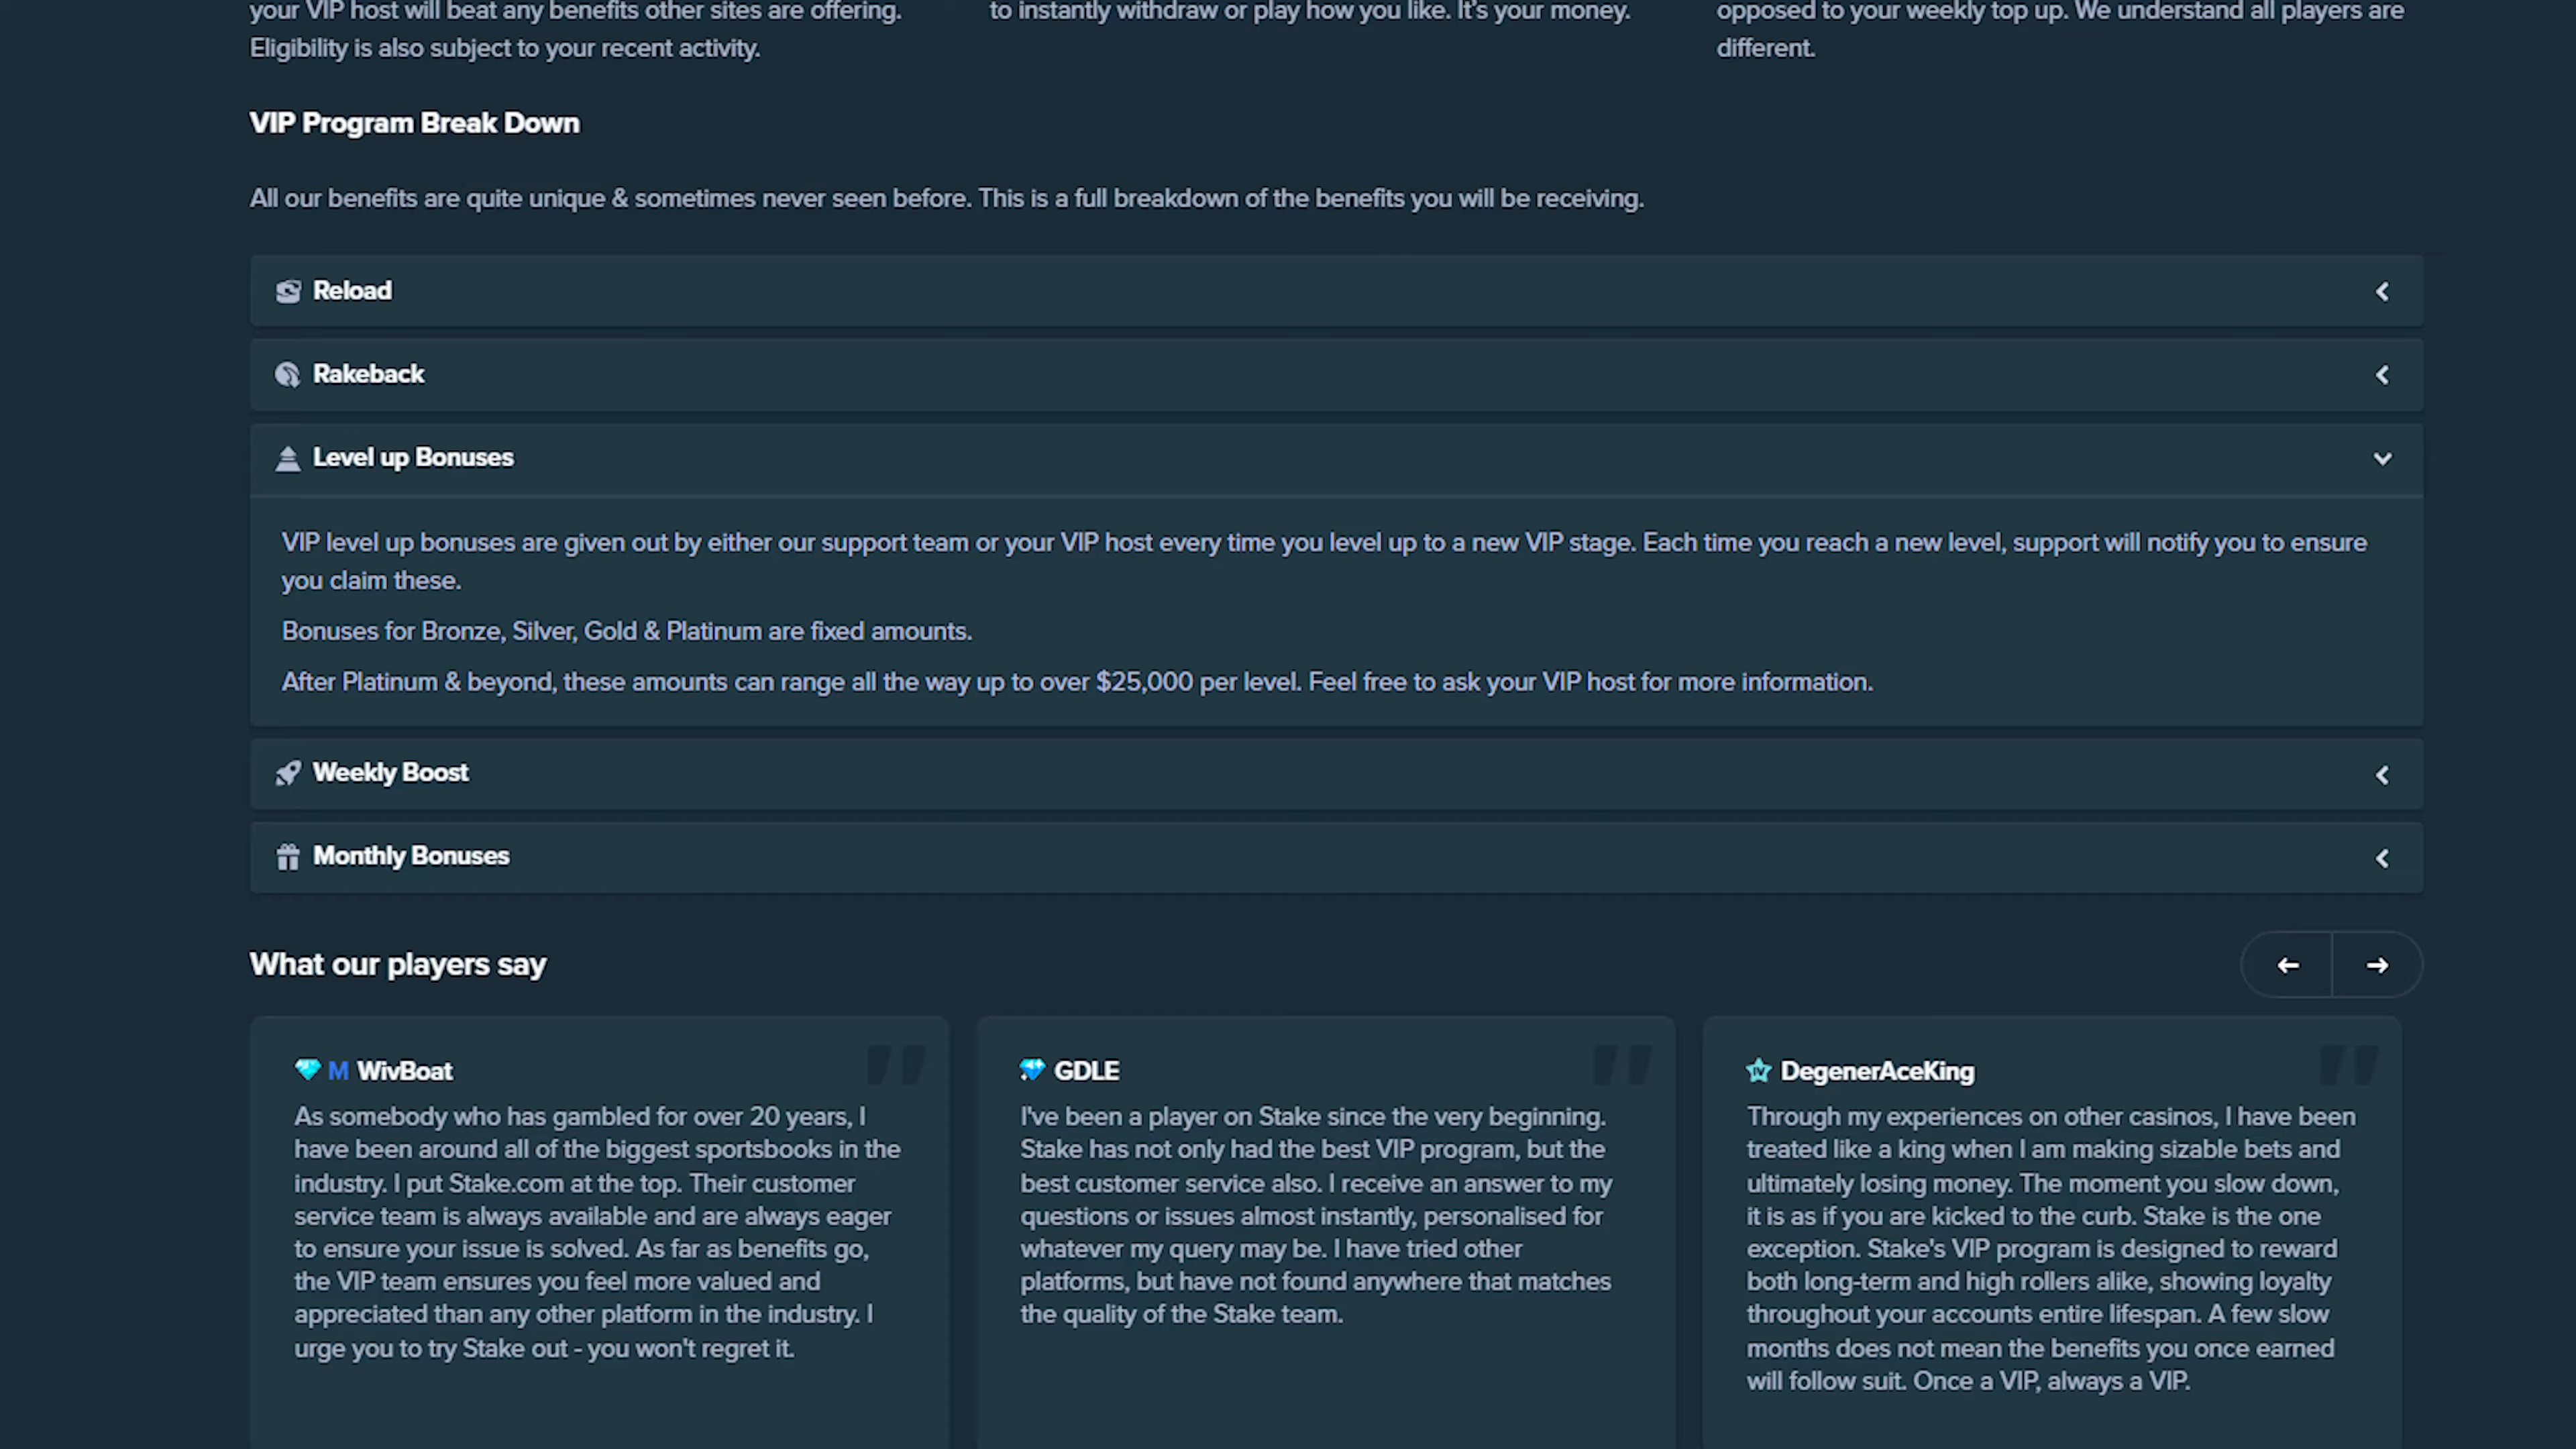 your VIP host will beat any benefits other sites are offering.
Eligibility is also subject to your recent activity.
to instantly withdraw or play how you like. It's your money.
opposed to your weekly top up. We understand all players are
different.
VIP Program Break Down
All our benefits are quite unique & sometimes never seen before. This is a full breakdown of the benefits you will be receiving.
Reload
Rakeback
Level up Bonuses
VIP level up bonuses are given out by either our support team or your VIP host every time you level up to a new VIP stage. Each time you reach a new level, support will notify you to ensure
you claim these.
Bonuses for Bronze, Silver, Gold & Platinum are fixed amounts.
After Platinum & beyond, these amounts can range all the way up to over $25,000 per level. Feel free to ask your VIP host for more information.
Weekly Boost
Monthly Bonuses
What our players say
M WivBoat
As somebody who has gambled for over 20 years, I
have been around all of the biggest sportsbooks in the
industry. I put Stake.com at the top. Their customer
service team is always available and are always eager
to ensure your issue is solved. As far as benefits go,
the VIP team ensures you feel more valued and
appreciated than any other platform in the industry. I
urge you to try Stake out - you won't regret it.
GDLE
I've been a player on Stake since the very beginning.
Stake has not only had the best VIP program, but the
best customer service also. I receive an answer to my
questions or issues almost instantly, personalised for
whatever my query may be. I have tried other
platforms, but have not found anywhere that matches
the quality of the Stake team.
IV DegenerAceKing
Through my experiences on other casinos, I have been
treated like a king when I am making sizable bets and
ultimately losing money. The moment you slow down,
it is as if you are kicked to the curb. Stake is the one
exception. Stake's VIP program is designed to reward
both long-term and high rollers alike, showing loyalty
throughout your accounts entire lifespan. A few slow
months does not mean the benefits you once earned
will follow suit. Once a VIP, always a VIP.